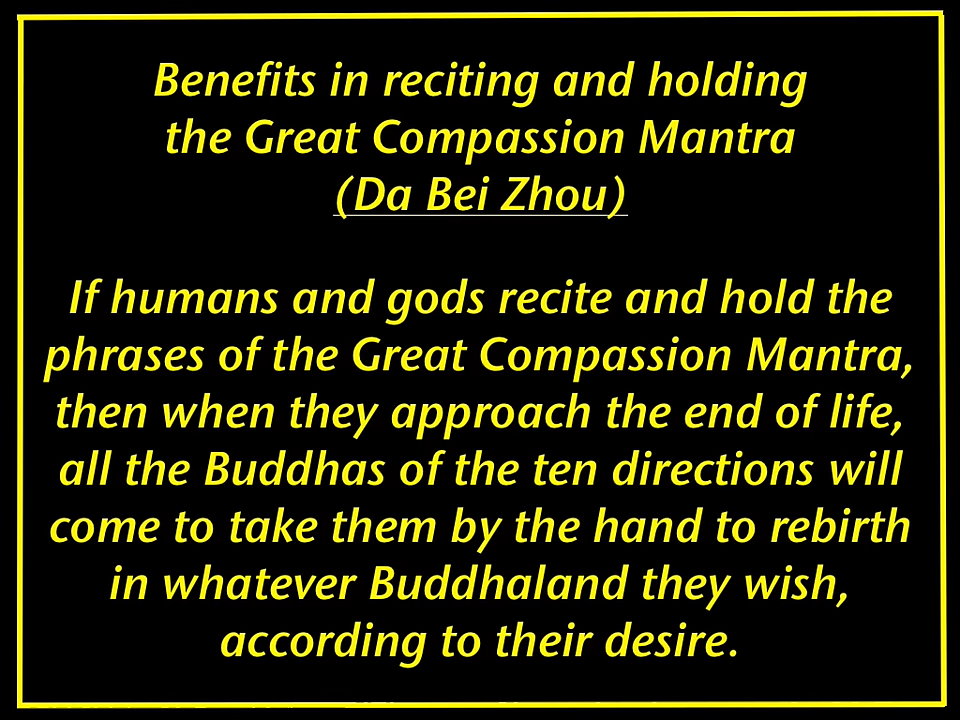 Benefits in reciting and holding
the Great Compassion Mantra
(Da Bei Zhou)
If humans and gods recite and hold the
phrases of the Great Compassion Mantra,
then when they approach the end of life,
all the Buddhas of the ten directions will
come to take them by the hand to rebirth
in whatever Buddhaland they wish,
according to their desire.